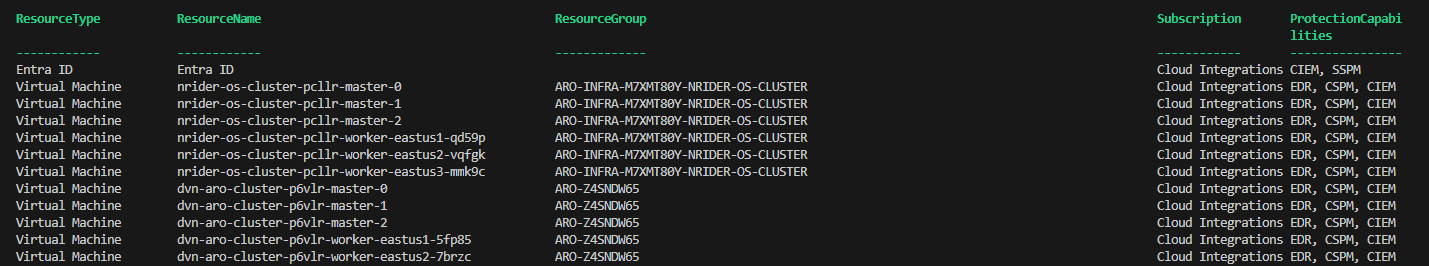 ResourceType ResourceName ResourceGroup Subscription ProtectionCapabi
lities
------------ ------------ ------------- ------------ ----------------
Entra ID Entra ID Cloud Integrations CIEM, SSPM
Virtual Machine nrider-os-cluster-pcllr-master-0 ARO-INFRA-M7XMT80Y-NRIDER-OS-CLUSTER Cloud Integrations EDR, CSPM, CIEM
Virtual Machine nrider-os-cluster-pcllr-master-1 ARO-INFRA-M7XMT80Y-NRIDER-OS-CLUSTER Cloud Integrations EDR, CSPM, CIEM
Virtual Machine nrider-os-cluster-pcllr-master-2 ARO-INFRA-M7XMT80Y-NRIDER-OS-CLUSTER Cloud Integrations EDR, CSPM, CIEM
Virtual Machine nrider-os-cluster-pcllr-worker-eastus1-qd59p ARO-INFRA-M7XMT80Y-NRIDER-OS-CLUSTER Cloud Integrations EDR, CSPM, CIEM
Virtual Machine nrider-os-cluster-pcllr-worker-eastus2-vqfgk ARO-INFRA-M7XMT80Y-NRIDER-OS-CLUSTER Cloud Integrations EDR, CSPM, CIEM
Virtual Machine nrider-os-cluster-pcllr-worker-eastus3-mmk9c ARO-INFRA-M7XMT80Y-NRIDER-OS-CLUSTER Cloud Integrations EDR, CSPM, CIEM
Virtual Machine dvn-aro-cluster-p6vlr-master-0 ARO-Z4SNDW65 Cloud Integrations EDR, CSPM, CIEM
Virtual Machine dvn-aro-cluster-p6vlr-master-1 ARO-Z4SNDW65 Cloud Integrations EDR, CSPM, CIEM
Virtual Machine dvn-aro-cluster-p6vlr-master-2 ARO-Z4SNDW65 Cloud Integrations EDR, CSPM, CIEM
Virtual Machine dvn-aro-cluster-p6vlr-worker-eastus1-5fp85 ARO-Z4SNDW65 Cloud Integrations EDR, CSPM, CIEM
Virtual Machine dvn-aro-cluster-p6vlr-worker-eastus2-7brzc ARO-Z4SNDW65 Cloud Integrations EDR, CSPM, CIEM